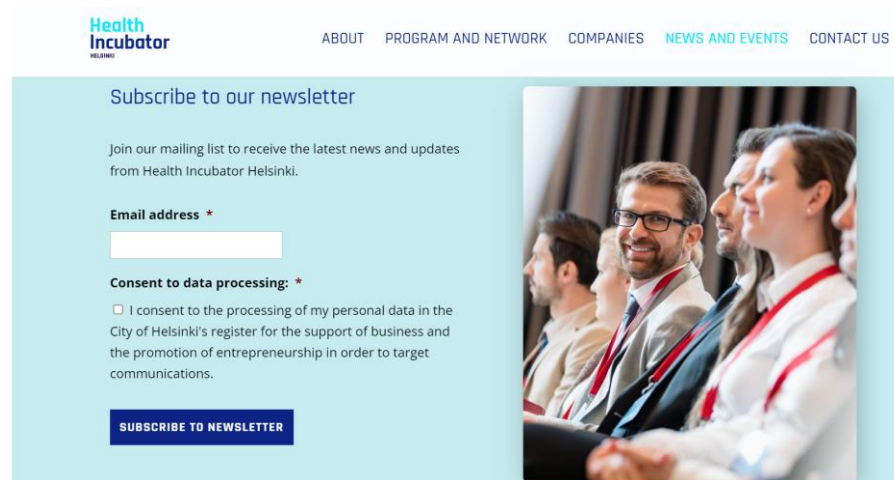 Health
Incubator
HELSINKI
ABOUT PROGRAM AND NETWORK COMPANIES NEWS AND EVENTS CONTACT US
Subscribe to our newsletter
Join our mailing list to receive the latest news and updates
from Health Incubator Helsinki.
Email address *
Consent to data processing: *
I consent to the processing of my personal data in the
City of Helsinki's register for the support of business and
the promotion of entrepreneurship in order to target
communications.
SUBSCRIBE TO NEWSLETTER